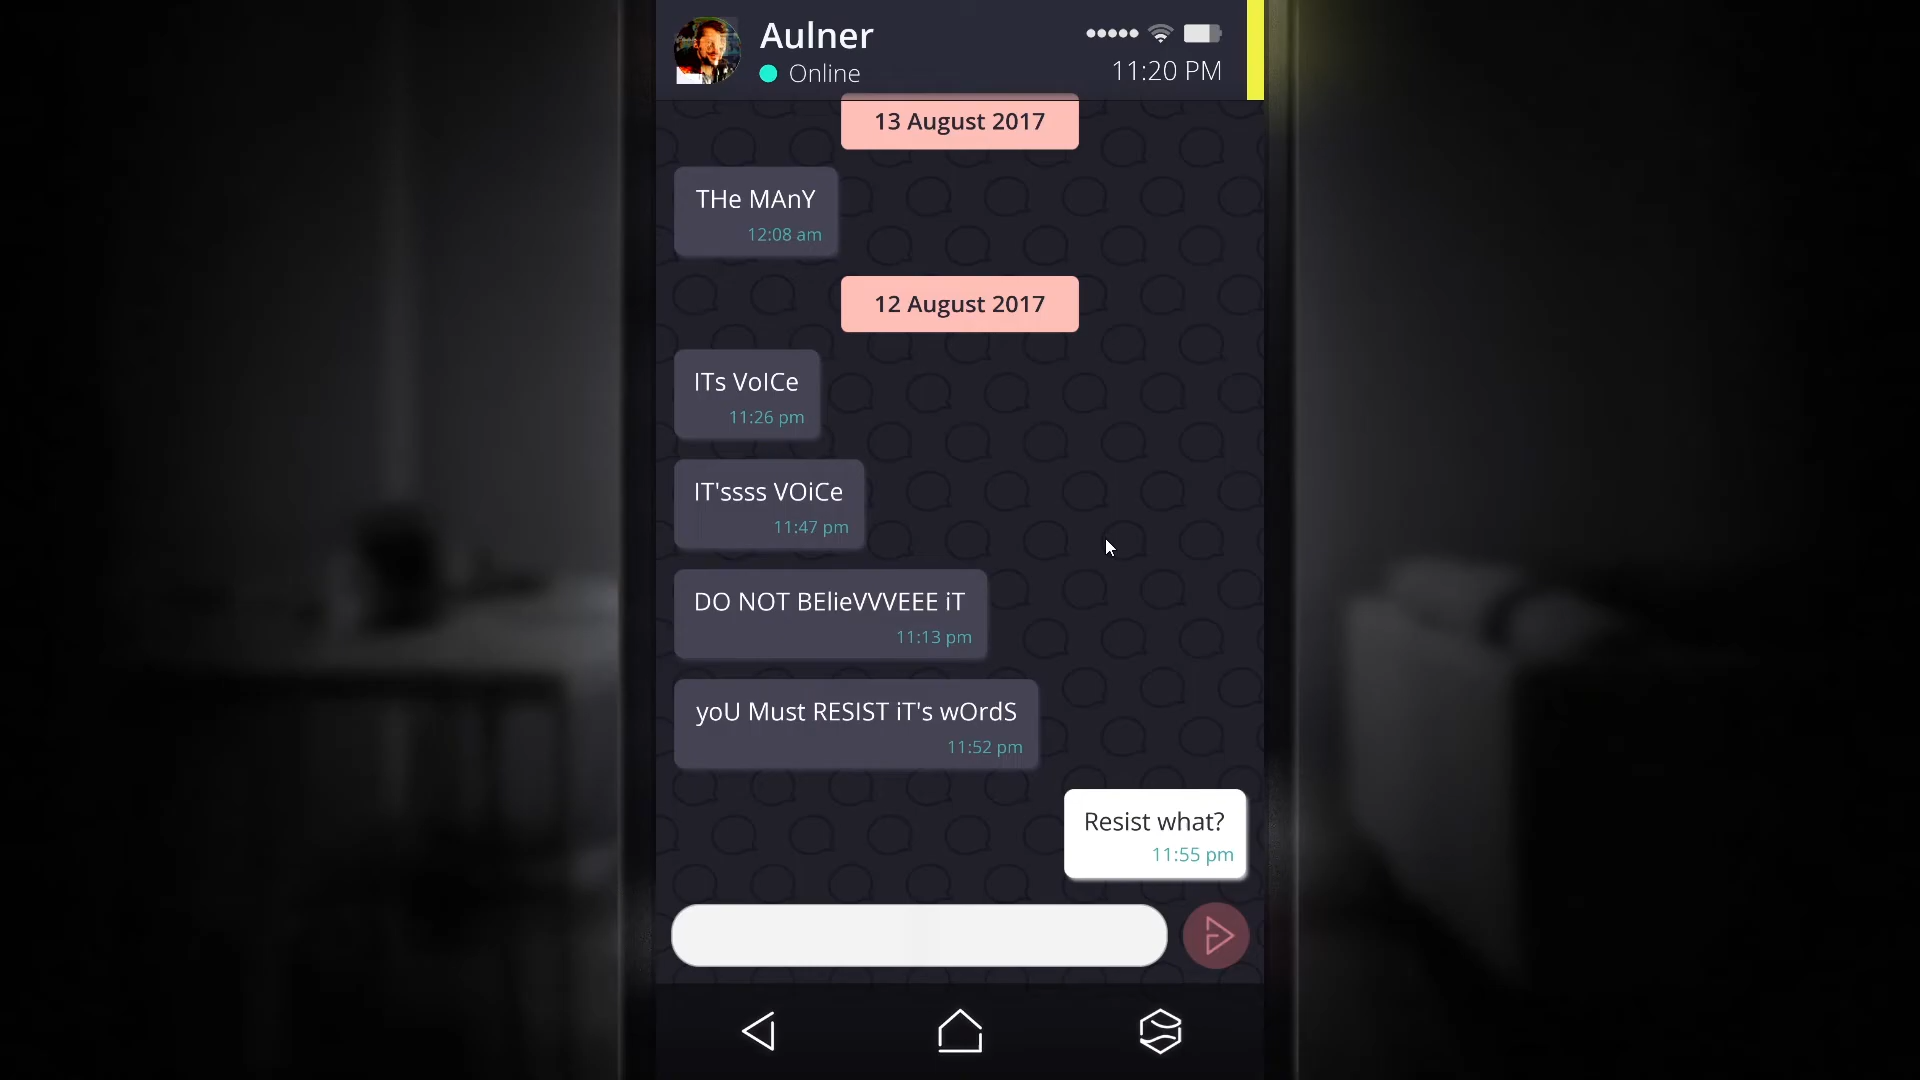 Aulner
Online
11:20 PM
13 August 2017
THe MAnY
12:08 am
12 August 2017
ITs VoICe
11:26 pm
IT'ssss VOiCe
11:47 pm
DO NOT BElieVVVEEE iT
11:13 pm
yoU Must RESIST iT's wOrdS
11:52 pm
Resist what?
11:55 pm